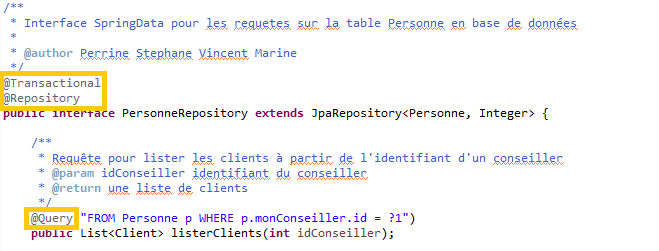 /**
 * Interface SpringData pour les requetes sur la table Personne en base de données
 *
 * @author Perrine Stephane Vincent Marine
 */
@Transactional
@Repository
public interface PersonneRepository extends JpaRepository<Personne, Integer> {
/**
 * Requête pour lister les clients à partir de l'identifiant d'un conseiller
 * @param idConseiller identifiant du conseiller
 * @return une liste de clients
 */
@Query "FROM Personne p WHERE p.monConseiller.id = ?1")
public List<Client> listerClients(int idConseiller);